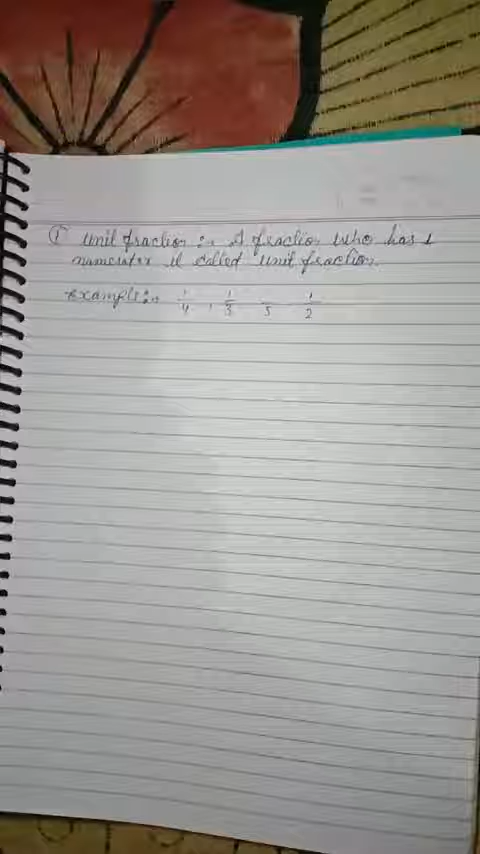 ① Unit fraction :- A fraction who has 1
numerator is called unit fraction.
Example:- 1/4 , 1/3 /5 1/2